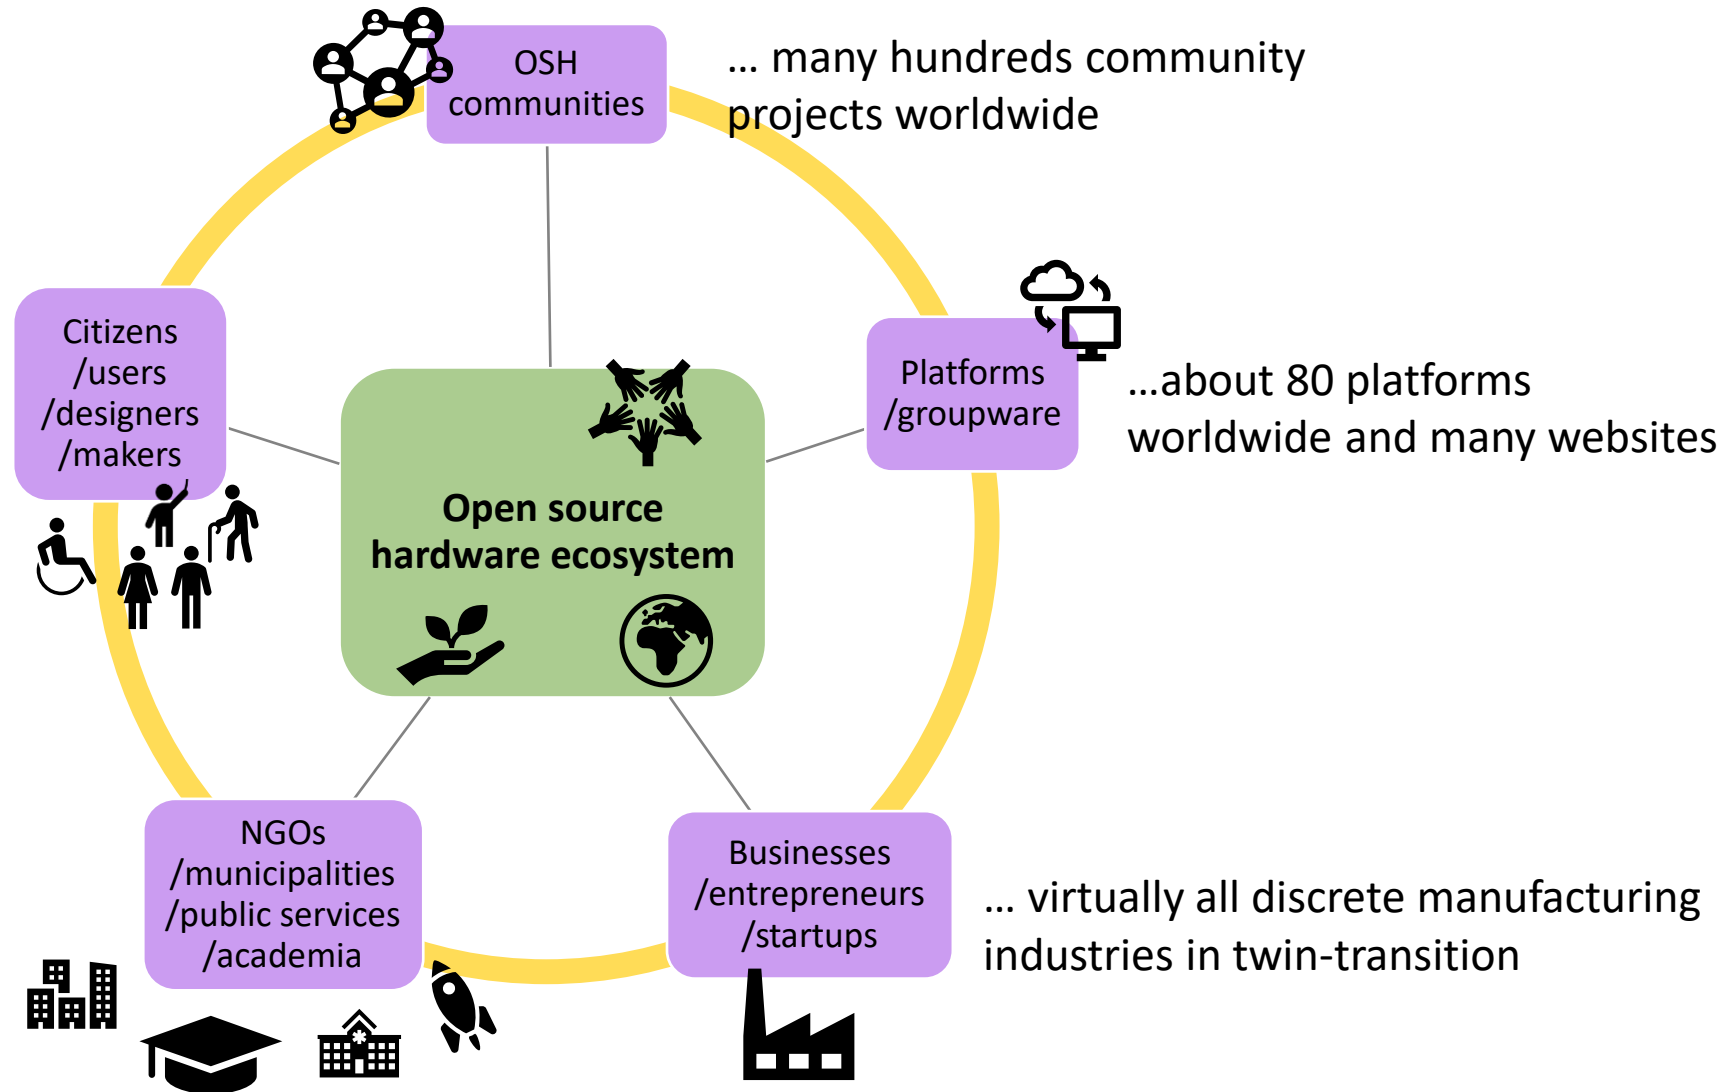 OSH
communities
... many hundreds community
projects worldwide
Citizens
/users
/designers
/makers
Platforms
/groupware
...about 80 platforms
worldwide and many websites
Open source
hardware ecosystem
NGOs
/municipalities
/public services
/academia
Businesses
/entrepreneurs
/startups
... virtually all discrete manufacturing
industries in twin-transition